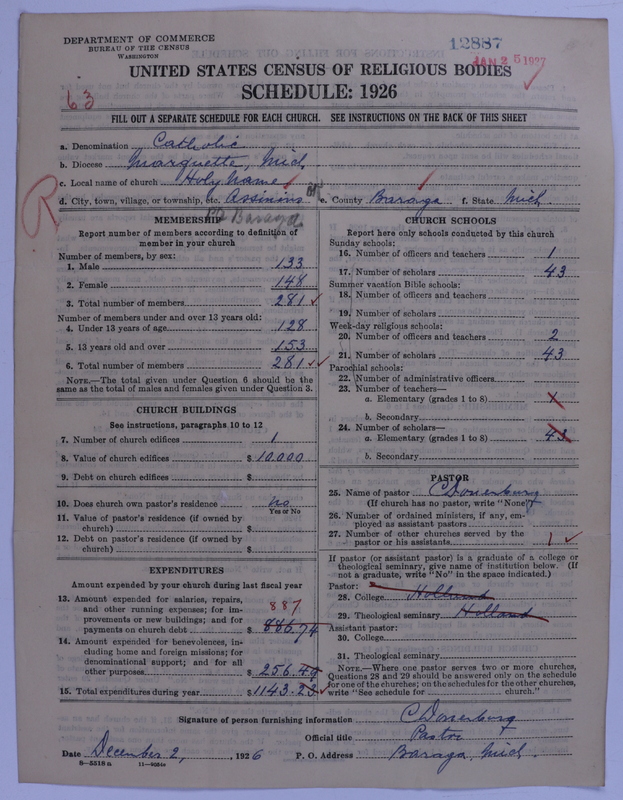 DEPARTMENT OF COMMERCE
BUREAU OF THE CENSUS
WASHINGTON
12887
JAN 25 1927
UNITED STATES CENSUS OF RELIGIOUS BODIES
SCHEDULE: 1926
63
FILL OUT A SEPARATE SCHEDULE FOR EACH CHURCH. SEE INSTRUCTIONS ON THE BACK OF THIS SHEET
a. Denomination Catholic
b. Diocese Marquette, Mich
c. Local name of church Holy Name
d. City, town, village, or township, etc. Assinins e. County Baraga f. State Mich.
R
Baraga
MEMBERSHIP
Report number of members according to definition of
member in your church
Number of members, by sex:
1. Male 133
2. Female 148
3. Total number of members 281
Number of members under and over 13 years old:
4. Under 13 years of age 128
5. 13 years old and over 153
6. Total number of members 281
NOTE.—The total given under Question 6 should be
same as the total of males and females given under Question 3.
CHURCH BUILDINGS
See instructions, paragraphs 10 to 12
7. Number of church edifices 1
8. Value of church edifices $ 10.000
9. Debt on church edifices $
10. Does church own pastor's residence No
Yes or No
11. Value of pastor's residence (if owned by
church) $
12. Debt on pastor's residence (if owned by
church) $
EXPENDITURES
Amount expended by your church during last fiscal year
13. Amount expended for salaries, repairs,
and other running expenses; for im-
provements or new buildings; and for
payments on church debt $ 886.74
887
14. Amount expended for benevolences, in-
cluding home and foreign missions; for
denominational support; and for all
other purposes $ 256.49
15. Total expenditures during year $ 1143.23
CHURCH SCHOOLS
Report here only schools conducted by this church
Sunday schools:
16. Number of officers and teachers 1
17. Number of scholars 43
Summer vacation Bible schools:
18. Number of officers and teachers
19. Number of scholars
Week-day religious schools:
20. Number of officers and teachers 2
21. Number of scholars 43
Parochial schools:
22. Number of administrative officers
23. Number of teachers—
a. Elementary (grades 1 to 8)
b. Secondary
24. Number of scholars—
a. Elementary (grades 1 to 8) 43
b. Secondary
PASTOR
25. Name of pastor
(If church has no pastor, write "None")
26. Number of ordained ministers, if any, em-
ployed as assistant pastors
27. Number of other churches served by the
pastor or his assistants 1
If pastor (or assistant pastor) is a graduate of a college or
theological seminary, give name of institution below. (If
not a graduate, write "No" in the space indicated.)
Pastor:
28. College Holland
29. Theological seminary Holland
Assistant pastor:
30. College
31. Theological seminary
NOTE.—Where one pastor serves two or more churches,
Questions 28 and 29 should be answered only on the schedule
for one of the churches; on the schedules for the other churches,
write "See schedule for church."
Signature of person furnishing information
Official title Pastor
Date December 2, 1926 P. O. Address Baraga, Mich.
8—5518a 11—9254